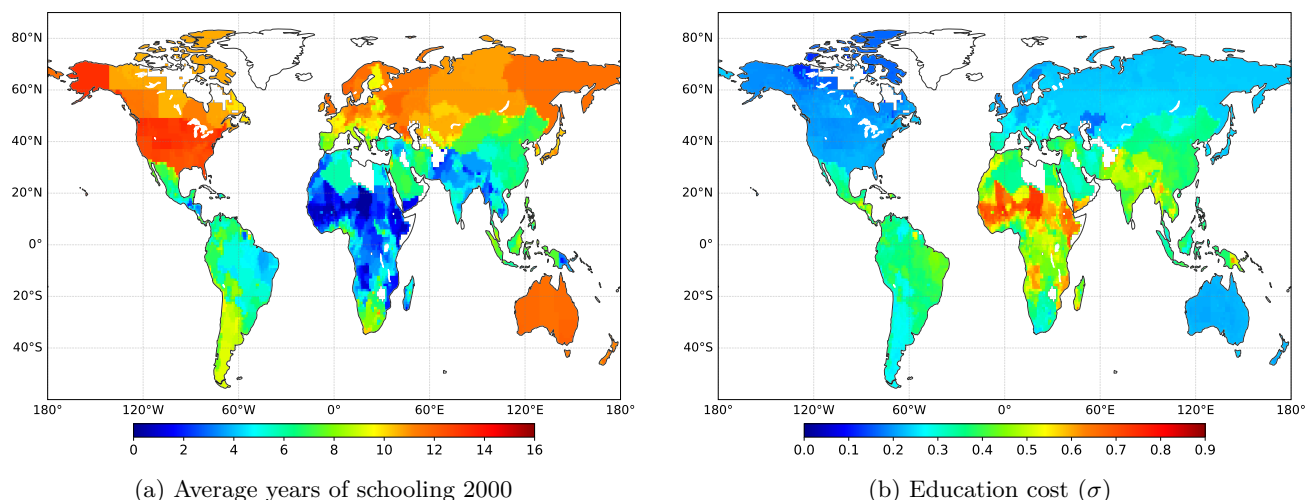 80°N
60°N
40°N
20°N
0°
20°S
40°S
180°
120°W
60°W
0°
60°E
120°E
180°
0
2
4
6
8
10
12
14
16
(a) Average years of schooling 2000
80°N
60°N
40°N
20°N
0°
20°S
40°S
180°
120°W
60°W
0°
60°E
120°E
180°
0.0
0.1
0.2
0.3
0.4
0.5
0.6
0.7
0.8
0.9
(b) Education cost (σ)